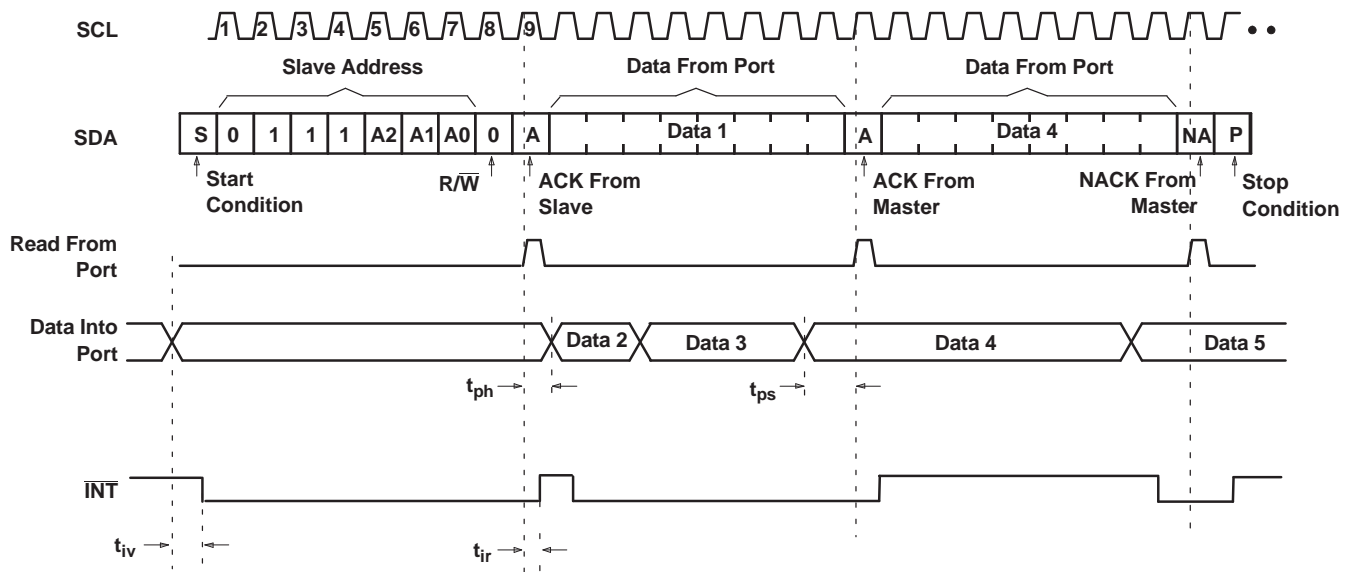 SCL 1 2 3 4 5 6 7 8 9
Slave Address Data From Port Data From Port
SDA S 0 1 1 1 A2 A1 A0 0 A Data 1 A Data 4 NA P
Start
Condition
R/W̅
ACK From
Slave
ACK From
Master
NACK From
Master
Stop
Condition
Read From
Port
Data Into
Port
Data 2 Data 3 Data 4 Data 5
tph tps
I̅N̅T̅
tiv tir